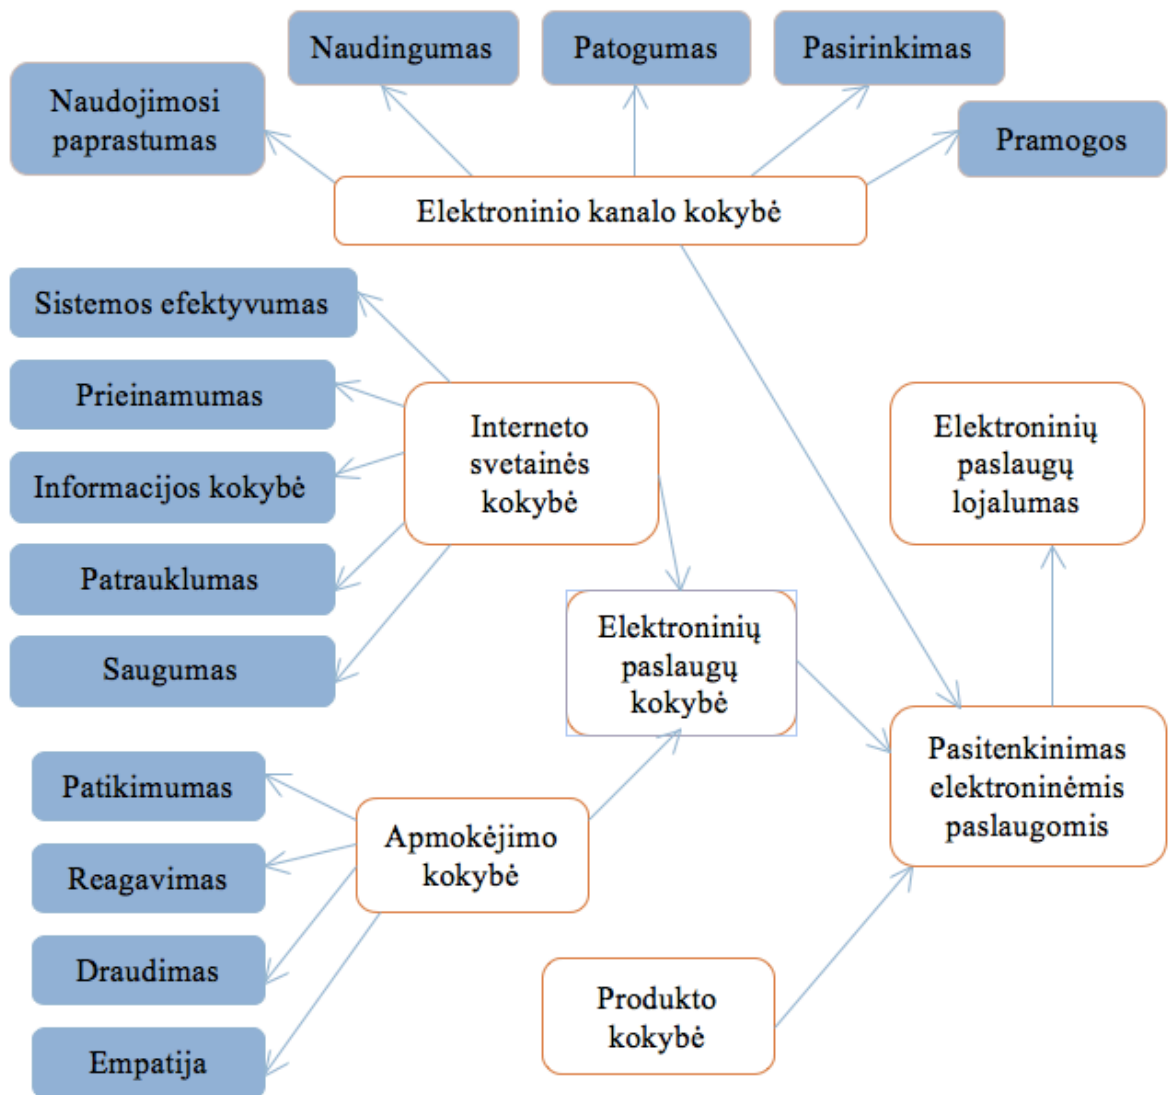 Naudingumas
Patogumas
Pasirinkimas
Naudojimosi
paprastumas
Pramogos
Elektroninio kanalo kokybė
Sistemos efektyvumas
Prieinamumas
Informacijos kokybė
Patrauklumas
Saugumas
Interneto
svetainės
kokybė
Elektroninių
paslaugų
lojalumas
Elektroninių
paslaugų
kokybė
Pasitenkinimas
elektroninėmis
paslaugomis
Patikimumas
Reagavimas
Draudimas
Empatija
Apmokėjimo
kokybė
Produkto
kokybė